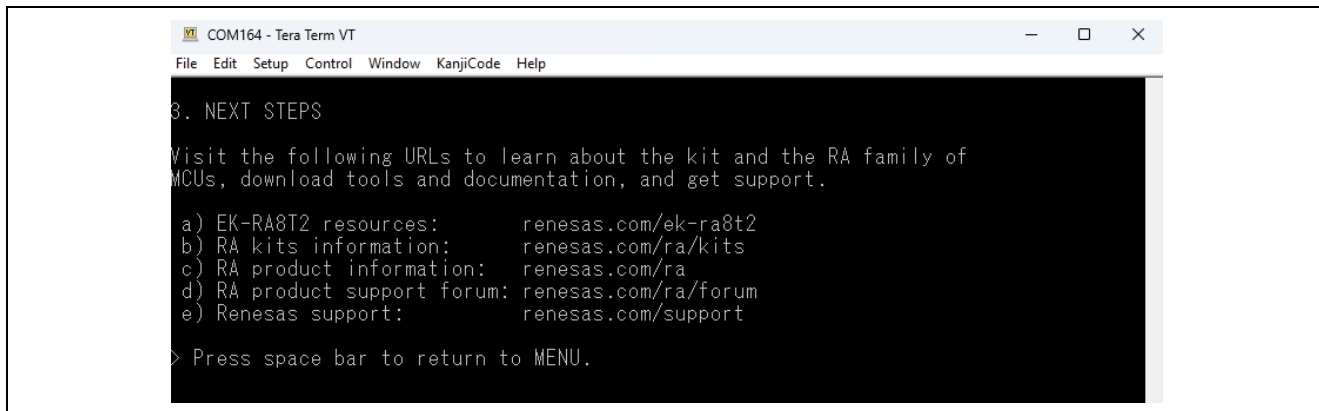 COM164 - Tera Term VT
File Edit Setup Control Window KanjiCode Help
3. NEXT STEPS
Visit the following URLs to learn about the kit and the RA family of
MCUs, download tools and documentation, and get support.
a) EK-RA8T2 resources: renesas.com/ek-ra8t2
b) RA kits information: renesas.com/ra/kits
c) RA product information: renesas.com/ra
d) RA product support forum: renesas.com/ra/forum
e) Renesas support: renesas.com/support
> Press space bar to return to MENU.